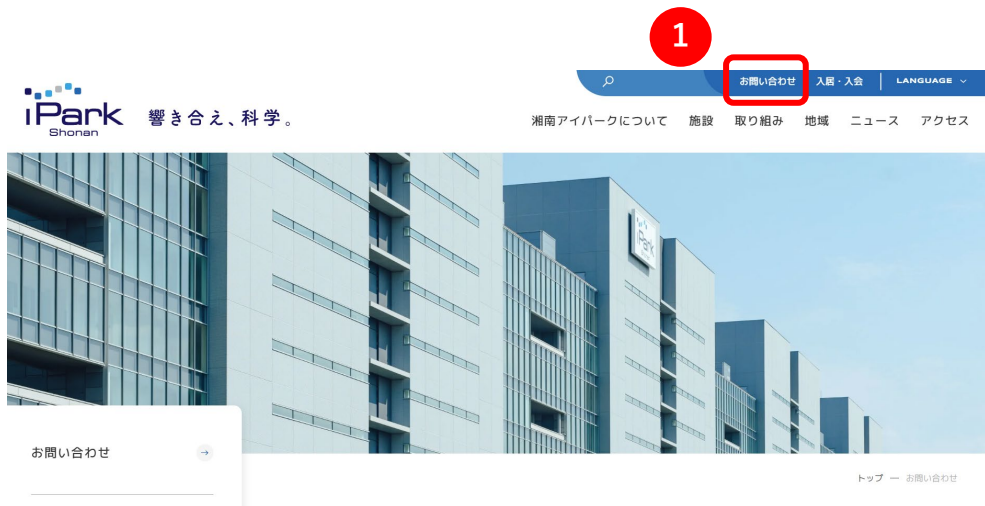 1
お問い合わせ 入居・入会 LANGUAGE
iPark
Shonan
響き合え、科学。
湘南アイパークについて 施設 取り組み 地域 ニュース アクセス
iPark
お問い合わせ
トップ ー お問い合わせ